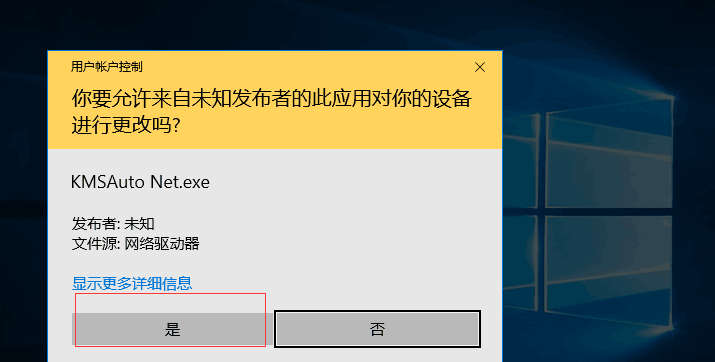 用户帐户控制
你要允许来自未知发布者的此应用对你的设备
进行更改吗?
KMSAuto Net.exe
发布者: 未知
文件源: 网络驱动器
显示更多详细信息
是
否